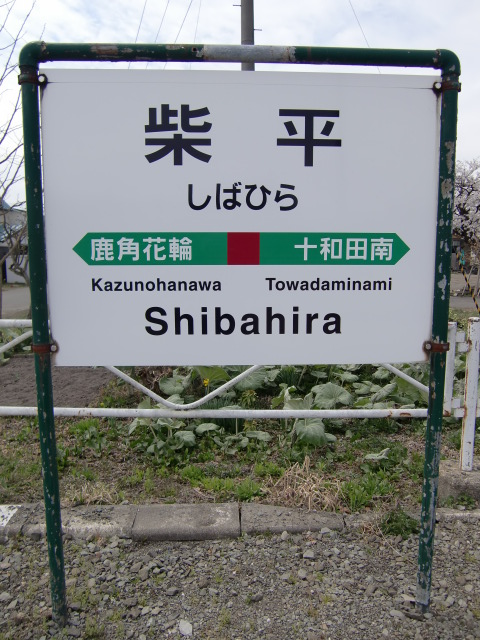 柴平
しばひら
鹿角花輪 十和田南
Kazunohanawa Towadaminami
Shibahira